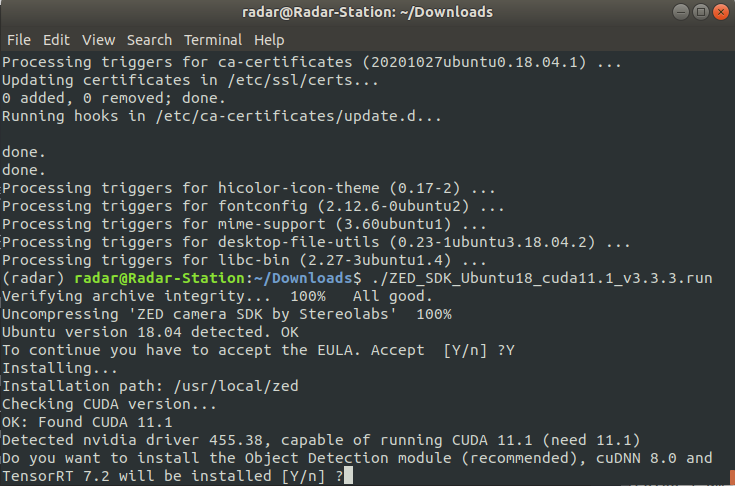 radar@Radar-Station: ~/Downloads
File Edit View Search Terminal Help
Processing triggers for ca-certificates (20201027ubuntu0.18.04.1) ...
Updating certificates in /etc/ssl/certs...
0 added, 0 removed; done.
Running hooks in /etc/ca-certificates/update.d...
done.
done.
Processing triggers for hicolor-icon-theme (0.17-2) ...
Processing triggers for fontconfig (2.12.6-0ubuntu2) ...
Processing triggers for mime-support (3.60ubuntu1) ...
Processing triggers for desktop-file-utils (0.23-1ubuntu3.18.04.2) ...
Processing triggers for libc-bin (2.27-3ubuntu1.4) ...
(radar) radar@Radar-Station:~/Downloads$ ./ZED_SDK_Ubuntu18_cuda11.1_v3.3.3.run
Verifying archive integrity...  100%   All good.
Uncompressing 'ZED camera SDK by Stereolabs'  100%
Ubuntu version 18.04 detected. OK
To continue you have to accept the EULA. Accept  [Y/n] ?Y
Installing...
Installation path: /usr/local/zed
Checking CUDA version...
OK: Found CUDA 11.1
Detected nvidia driver 455.38, capable of running CUDA 11.1 (need 11.1)
Do you want to install the Object Detection module (recommended), cuDNN 8.0 and
TensorRT 7.2 will be installed [Y/n] ?